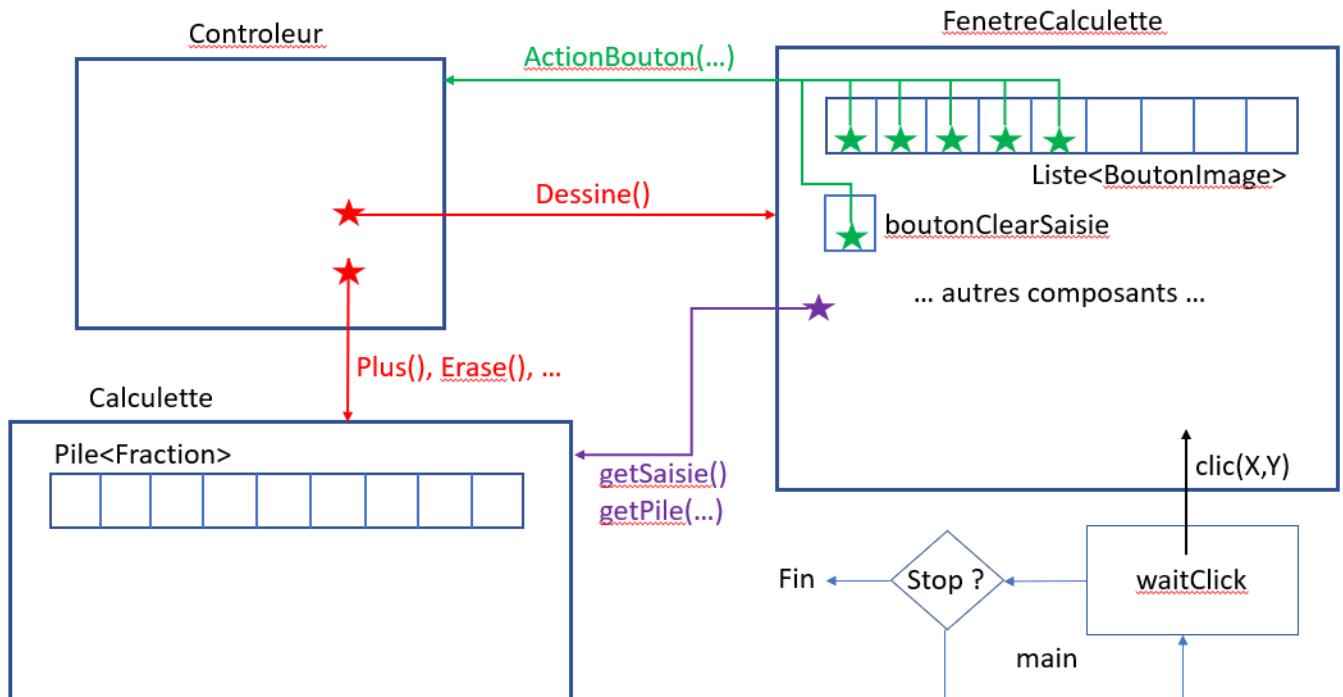 Controleur
FenetreCalculette
ActionBouton(...)
Liste<BoutonImage>
Dessine()
boutonClearSaisie
... autres composants ...
Plus(), Erase(), ...
Calculette
Pile<Fraction>
getSaisie()
getPile(...)
clic(X,Y)
Fin
Stop ?
waitClick
main